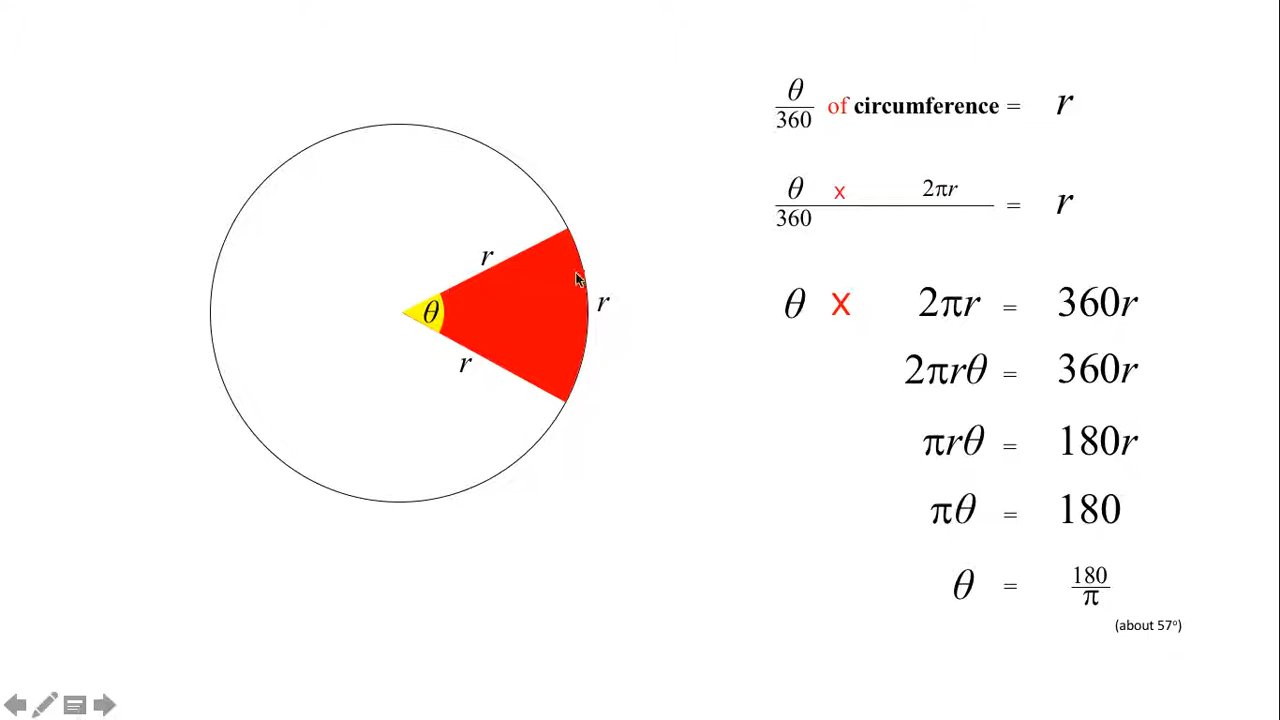 θ/360 of circumference = r
θ/360 x 2πr = r
θ x 2πr = 360r
2πrθ = 360r
πrθ = 180r
πθ = 180
θ = 180/π
(about 57°)
r
θ
r
r